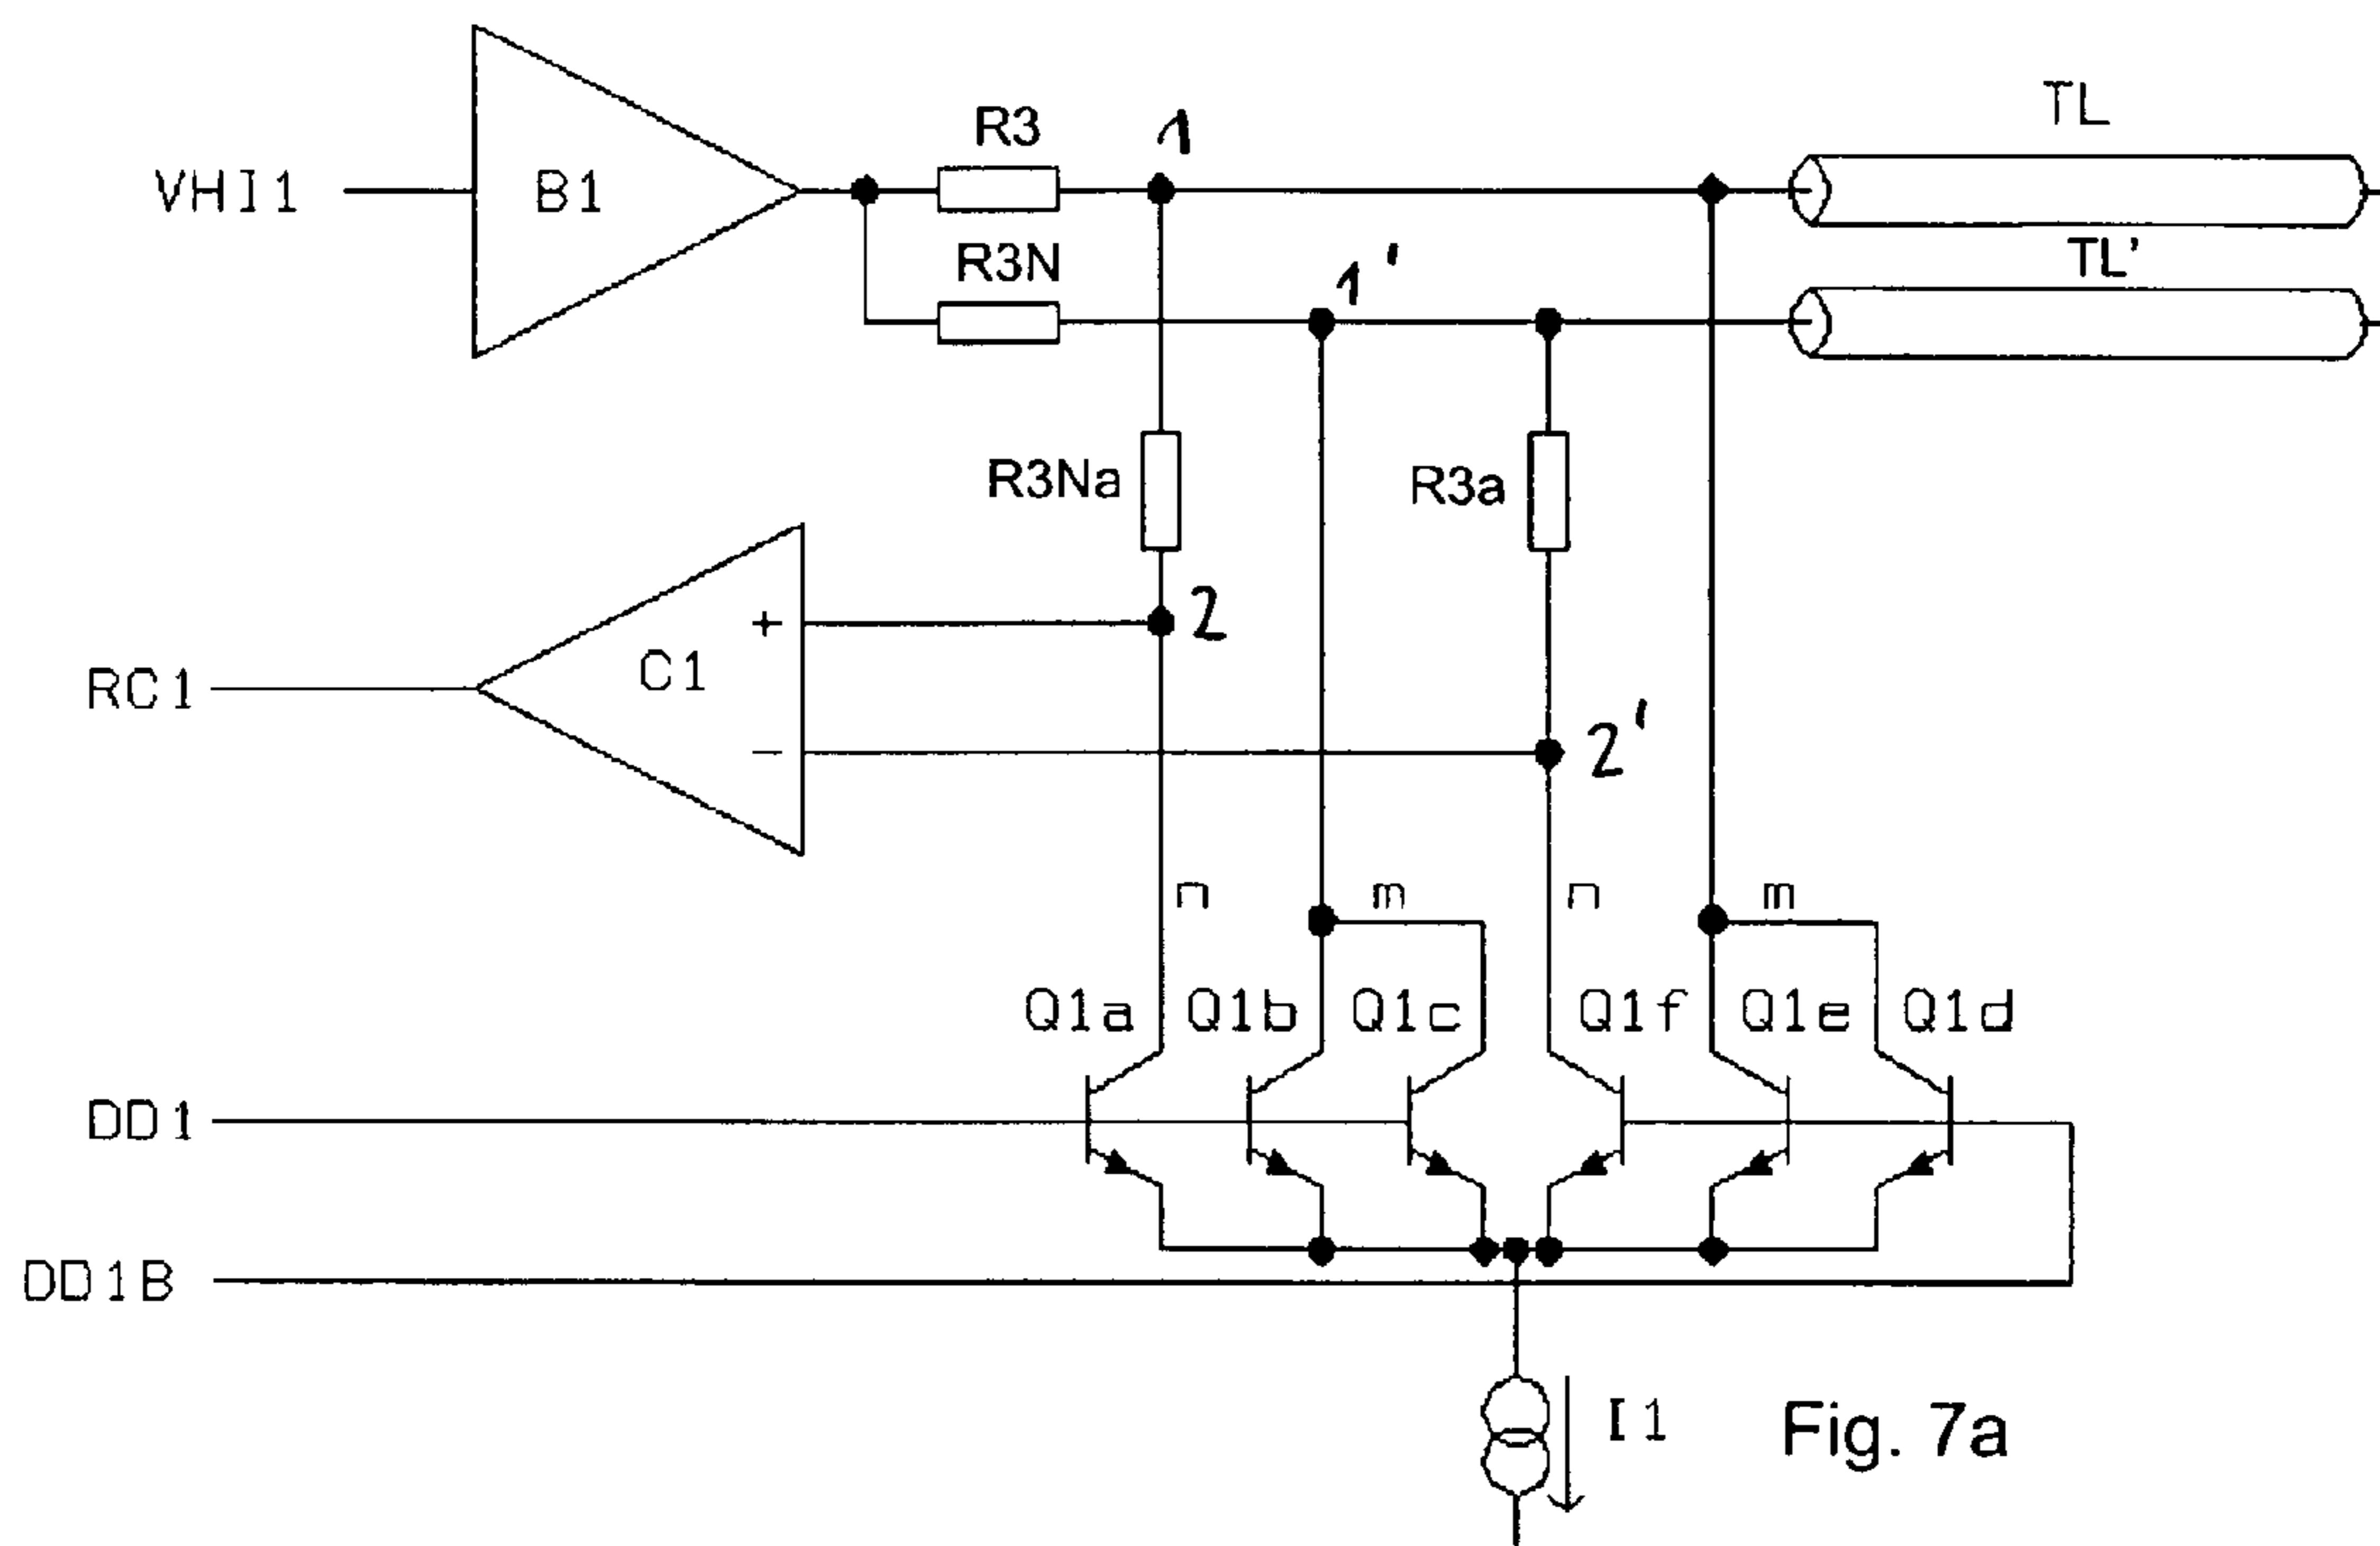 TL
R3
1
VHI1
B1
R3N
1'
TL'
R3Na
R3a
+
2
C1
RC1
−
2'
n
m
n
m
Q1a
Q1b
Q1c
Q1f
Q1e
Q1d
DD1
DD1B
I1
Fig. 7a